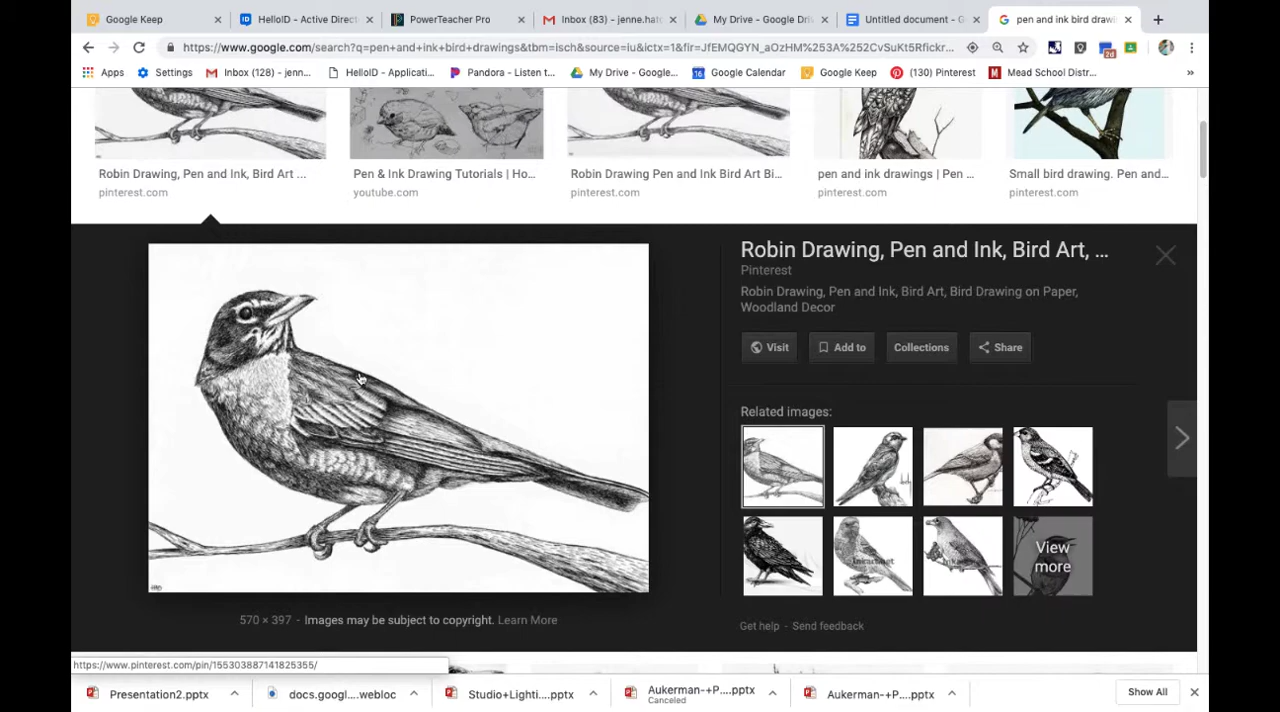 Google Keep
HelloID - Active Direct
PowerTeacher Pro
Inbox (83) - jenne.hat
My Drive - Google Dri
Untitled document - G
pen and ink bird drawi
https://www.google.com/search?q=pen+and+ink+bird+drawings&tbm=isch&source=iu&ictx=1&fir=JfEMQGYN_aOzHM%253A%252CvSuKt5Rfickr...
2d
Apps
Settings
Inbox (128) - jenn...
HelloID - Applicati...
Pandora - Listen t...
My Drive - Google...
16
Google Calendar
Google Keep
(130) Pinterest
Mead School Distr...
»
Robin Drawing, Pen and Ink, Bird Art ...
pinterest.com
Pen & Ink Drawing Tutorials | Ho...
youtube.com
Robin Drawing Pen and Ink Bird Art Bi...
pinterest.com
pen and ink drawings | Pen ...
pinterest.com
Small bird drawing. Pen and...
pinterest.com
Robin Drawing, Pen and Ink, Bird Art, ...
Pinterest
Robin Drawing, Pen and Ink, Bird Art, Bird Drawing on Paper,
Woodland Decor
Visit
Add to
Collections
Share
Related images:
View
more
570 × 397 - Images may be subject to copyright. Learn More
Get help - Send feedback
https://www.pinterest.com/pin/155303887141825355/
Presentation2.pptx
docs.googl....webloc
Studio+Lighti....pptx
Aukerman-+P....pptx
Canceled
Aukerman-+P....pptx
Show All